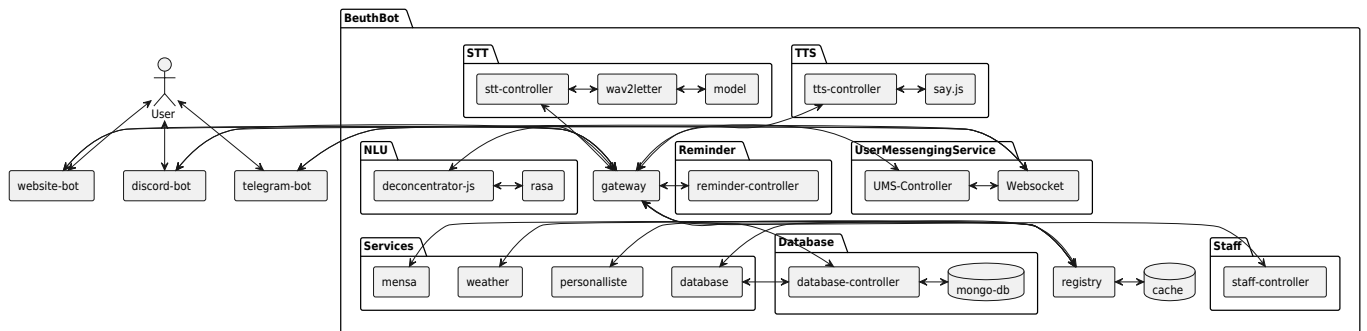 BeuthBot
STT
TTS
stt-controller
wav2letter
model
tts-controller
say.js
User
NLU
Reminder
UserMessengingService
website-bot
discord-bot
telegram-bot
deconcentrator-js
rasa
gateway
reminder-controller
UMS-Controller
Websocket
Services
Database
Staff
mensa
weather
personalliste
database
database-controller
mongo-db
registry
cache
staff-controller